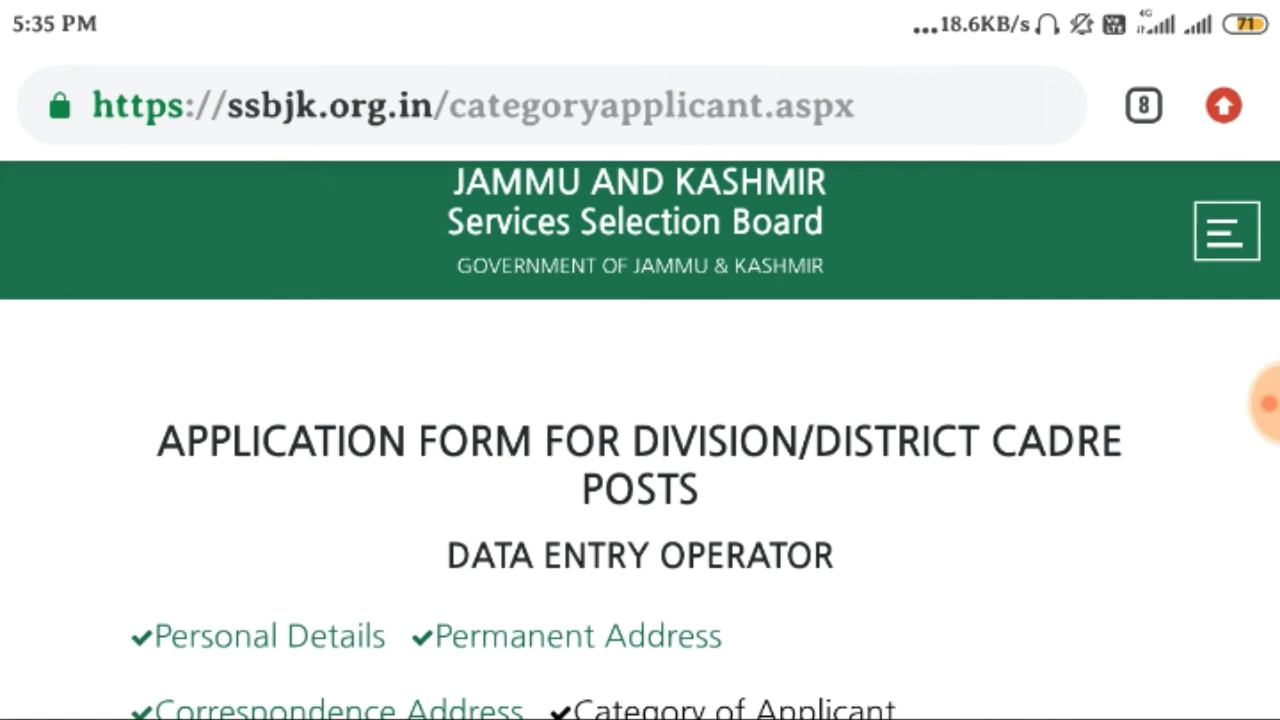 5:35 PM
...18.6KB/s 4G 71
https://ssbjk.org.in/categoryapplicant.aspx
8
JAMMU AND KASHMIR
Services Selection Board
GOVERNMENT OF JAMMU & KASHMIR
APPLICATION FORM FOR DIVISION/DISTRICT CADRE
POSTS
DATA ENTRY OPERATOR
✔Personal Details ✔Permanent Address
✔Correspondence Address ✔Category of Applicant